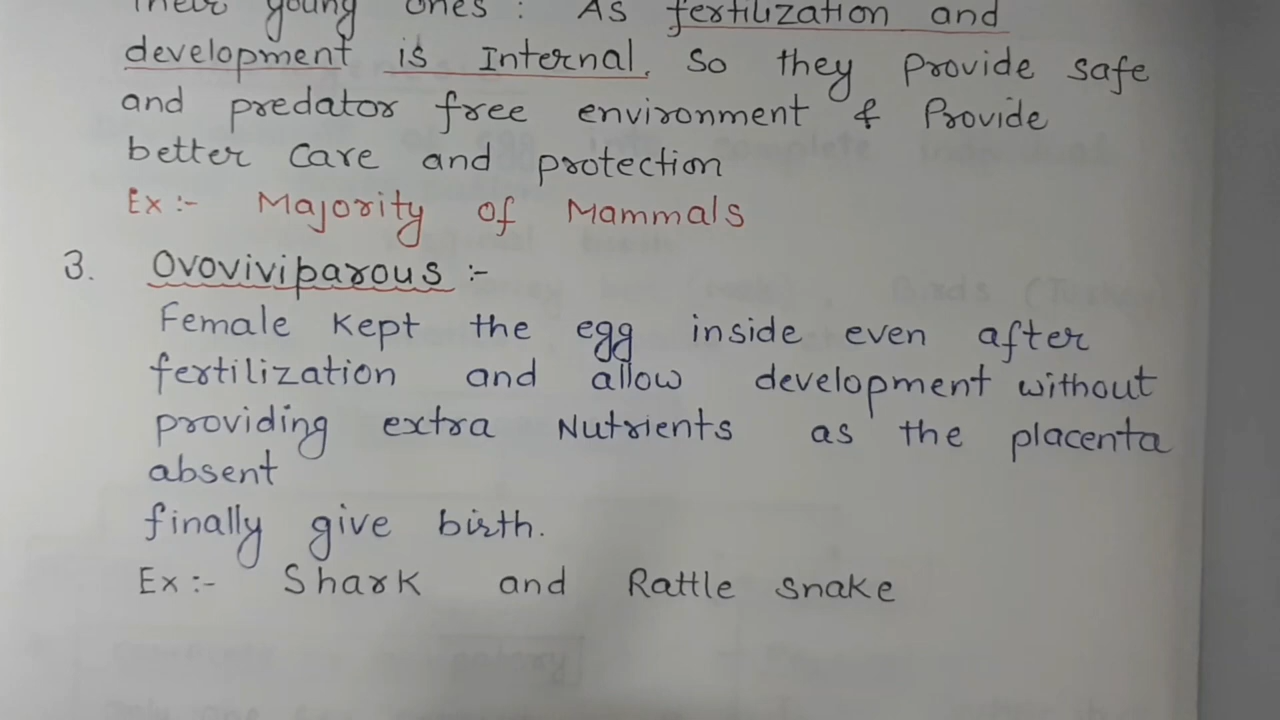 Their young ones : As fertilization and
development is Internal, so they provide safe
and predator free environment & Provide
better care and protection
Ex :- Majority of Mammals
3. Ovoviviparous :-
Female kept the egg inside even after
fertilization and allow development without
providing extra Nutrients as the placenta
absent
finally give birth.
Ex :- Shark and Rattle snake